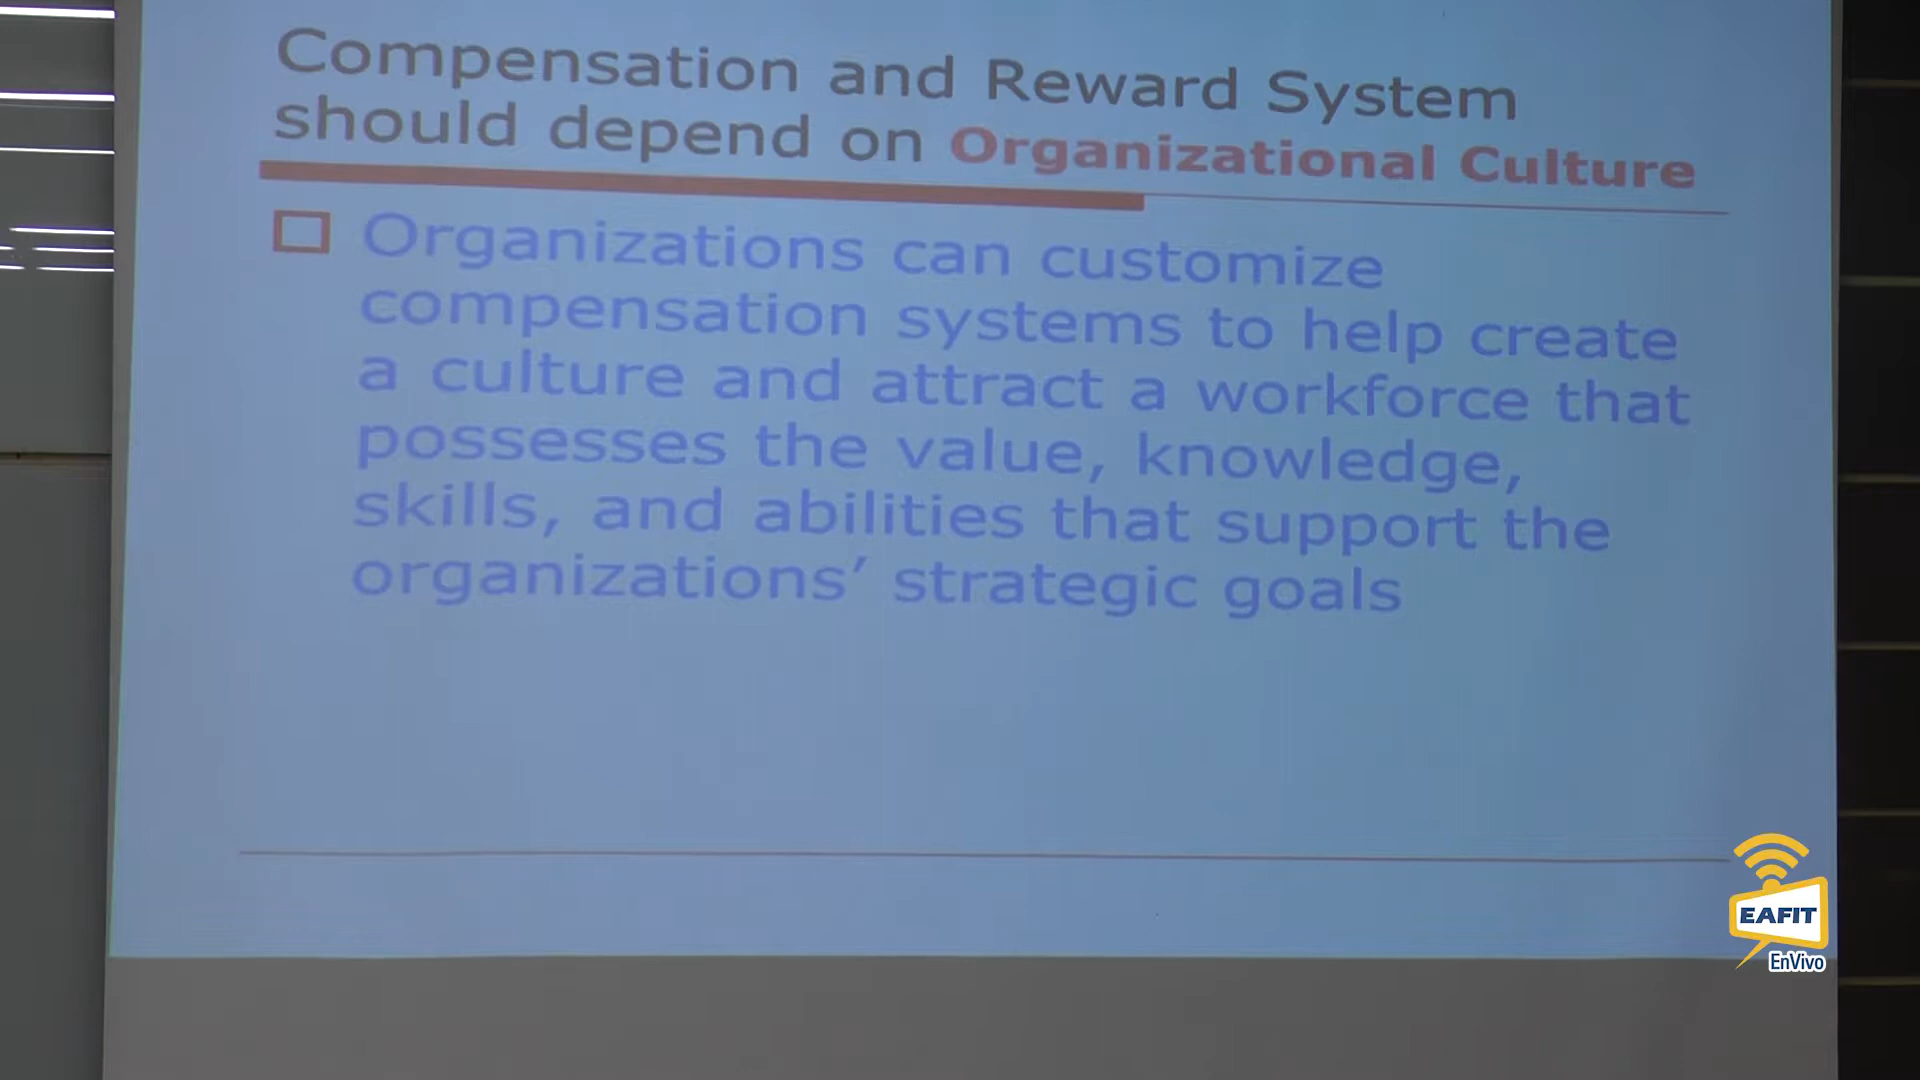 Compensation and Reward System
should depend on Organizational Culture
Organizations can customize
compensation systems to help create
a culture and attract a workforce that
possesses the value, knowledge,
skills, and abilities that support the
organizations’ strategic goals
EAFIT
EnVivo